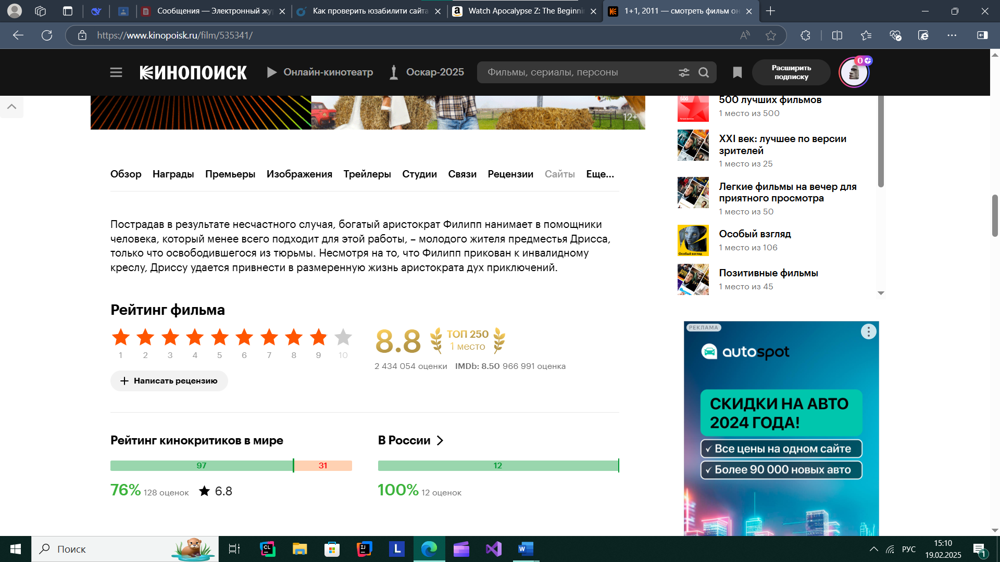 Сообщения — Электронный жу
Как проверить юзабилити сайта
Watch Apocalypse Z: The Beginni
1+1, 2011 — смотреть фильм он
https://www.kinopoisk.ru/film/535341/
КИНОПОИСК
Онлайн-кинотеатр
Оскар-2025
Фильмы, сериалы, персоны
Расширить
подписку
0
12+
500 лучших фильмов
1 место из 500
XXI век: лучшее по версии
зрителей
1 место из 25
Легкие фильмы на вечер для
приятного просмотра
1 место из 50
Особый взгляд
Особый взгляд
1 место из 106
Позитивные фильмы
1 место из 45
Обзор Награды Премьеры Изображения Трейлеры Студии Связи Рецензии Сайты Еще...
Пострадав в результате несчастного случая, богатый аристократ Филипп нанимает в помощники
человека, который менее всего подходит для этой работы, – молодого жителя предместья Дрисса,
только что освободившегося из тюрьмы. Несмотря на то, что Филипп прикован к инвалидному
креслу, Дриссу удается привнести в размеренную жизнь аристократа дух приключений.
Рейтинг фильма
1 2 3 4 5 6 7 8 9 10
8.8
ТОП 250
1 место
2 434 054 оценки IMDb: 8.50 966 991 оценка
Написать рецензию
Рейтинг кинокритиков в мире
97 31
76% 128 оценок 6.8
В России
12
100% 12 оценок
РЕКЛАМА
autospot
СКИДКИ НА АВТО
2024 ГОДА!
✓ Все цены на одном сайте
✓ Более 90 000 новых авто
Поиск
CL
IJ
L
W
РУС
15:10
19.02.2025
1